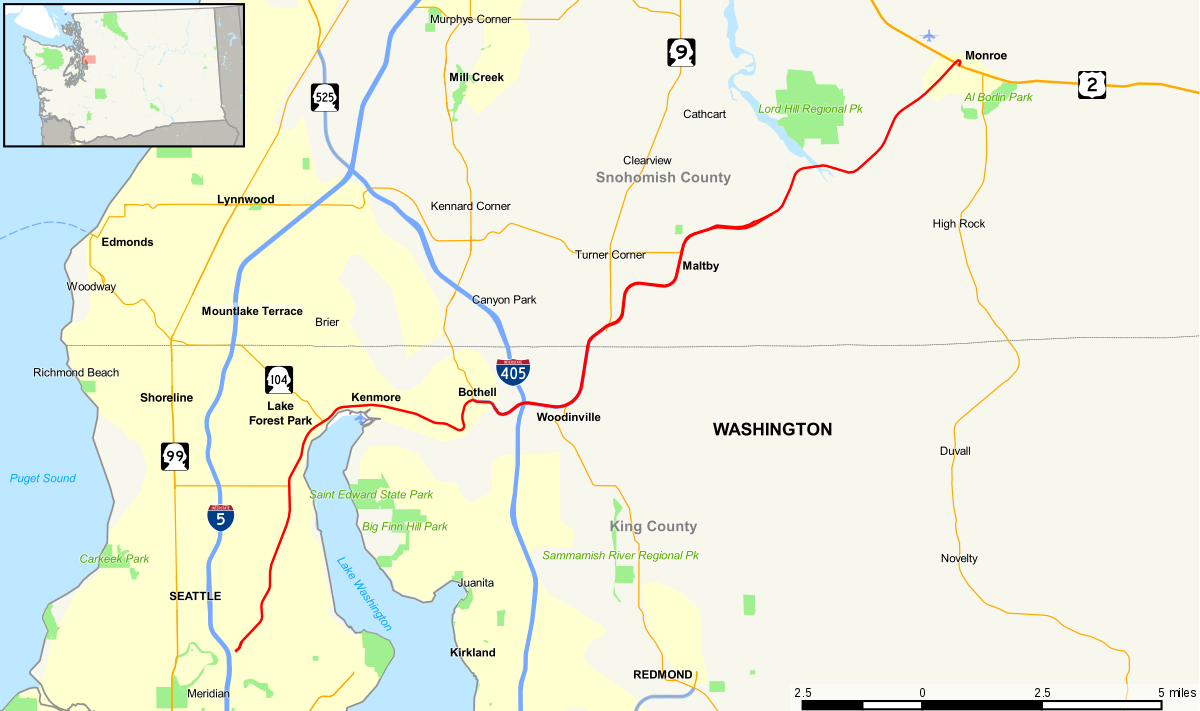 Murphys Corner
9
Monroe
Mill Creek
2
525
Lord Hill Regional Pk
Al Borlin Park
Cathcart
Clearview
Snohomish County
Lynnwood
Kennard Corner
High Rock
Edmonds
Turner Corner
Maltby
Woodway
Canyon Park
Mountlake Terrace
Brier
405
Richmond Beach
104
Shoreline
Kenmore
Bothell
Lake
Forest Park
Woodinville
WASHINGTON
99
Duvall
Puget Sound
Saint Edward State Park
5
Big Finn Hill Park
King County
Carkeek Park
Sammamish River Regional Pk
Novelty
Lake Washington
Juanita
SEATTLE
Kirkland
REDMOND
Meridian
2.5 0 2.5 5 miles